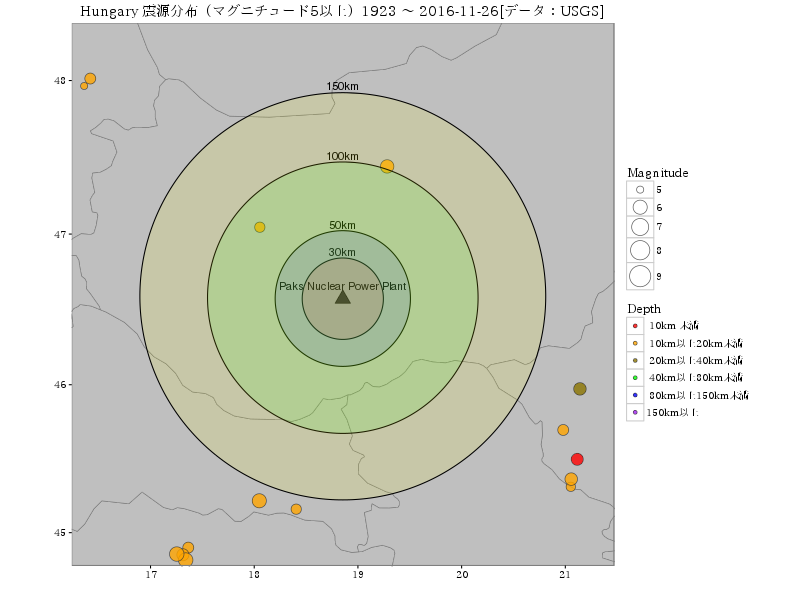 Hungary 震源分布（マグニチュード5以上）1923 ～ 2016-11-26[データ：USGS]
48
47
46
45
150km
100km
50km
30km
Paks Nuclear Power Plant
17
18
19
20
21
Magnitude
5
6
7
8
9
Depth
10km 未満
10km以上20km未満
20km以上40km未満
40km以上80km未満
80km以上150km未満
150km以上